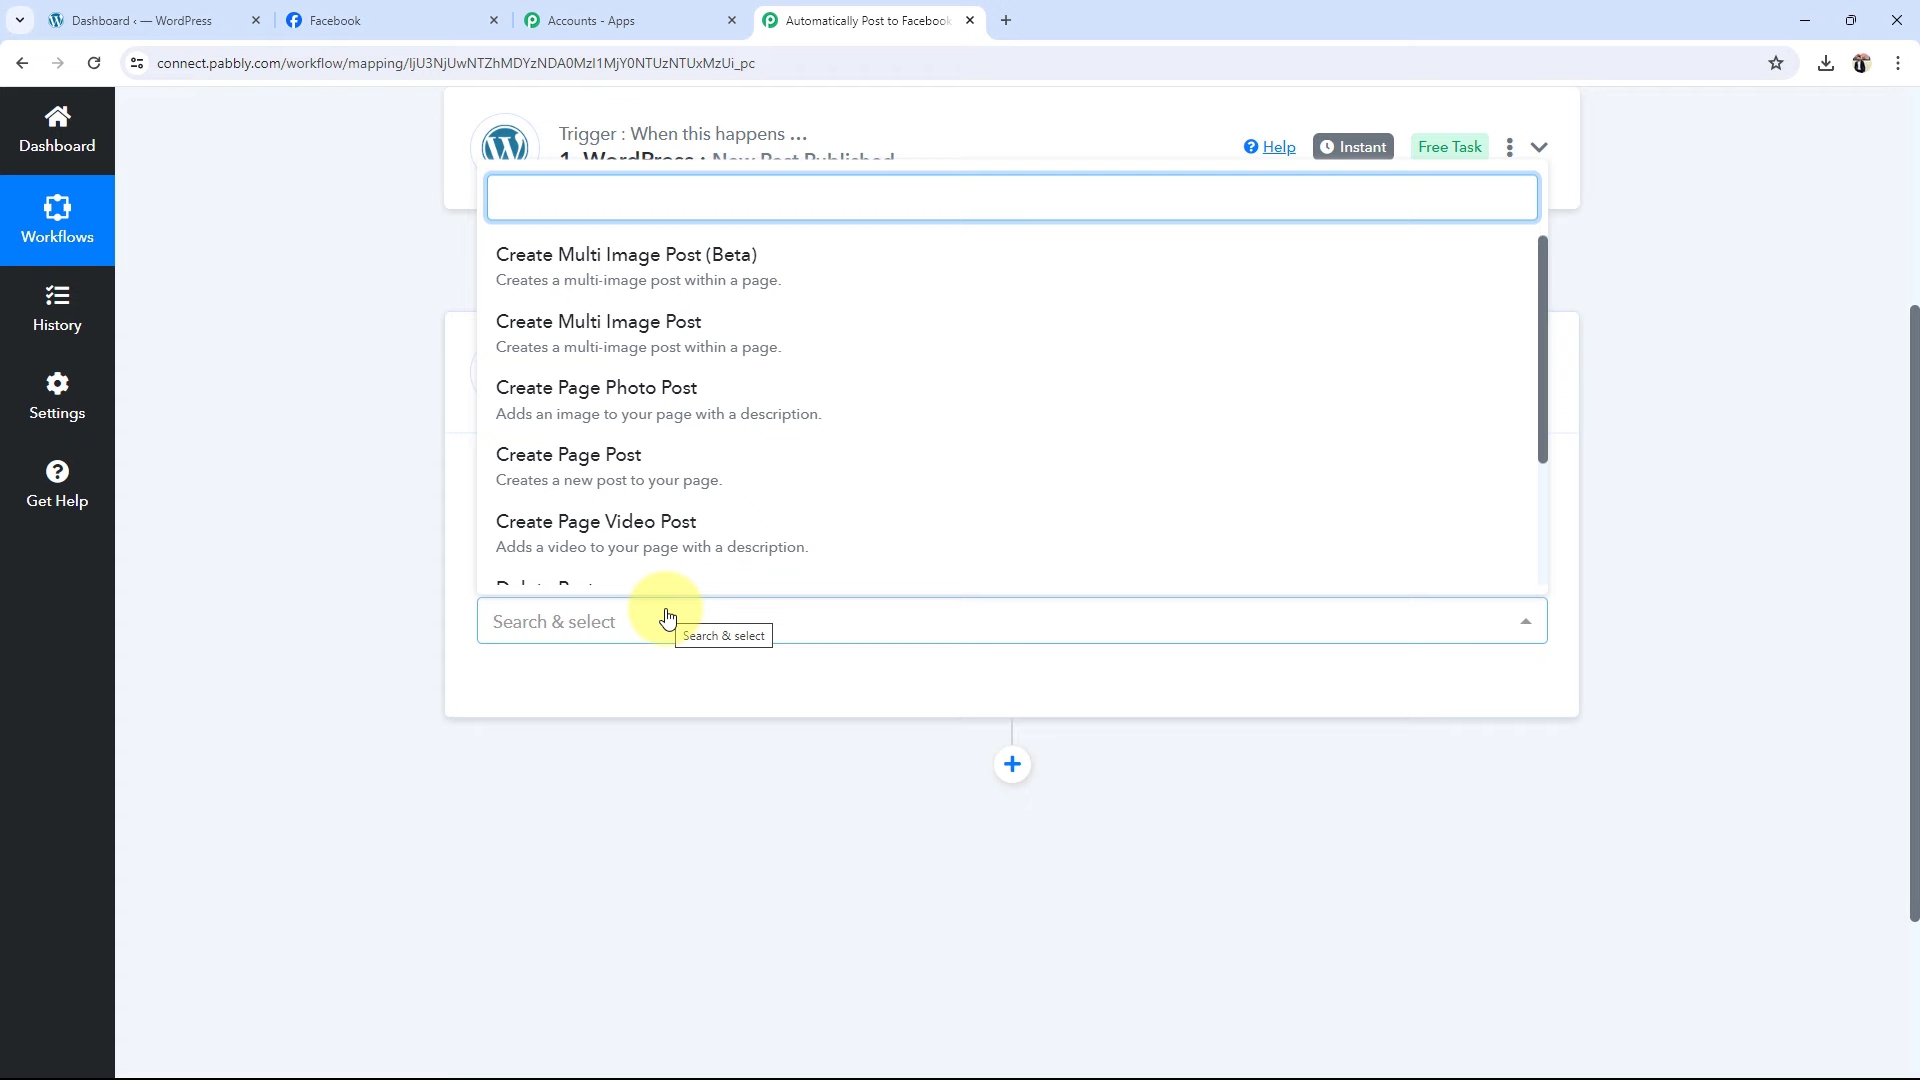 Dashboard ‹ — WordPress
Facebook
Accounts - Apps
Automatically Post to Facebook
connect.pabbly.com/workflow/mapping/IjU3NjUwNTZhMDYzNDA0MzI1MjY0NTUzNTUxMzUi_pc
Dashboard
Workflows
History
Settings
Get Help
Trigger : When this happens ...
1. WordPress : New Post Published
Help
Instant
Free Task
Create Multi Image Post (Beta)
Creates a multi-image post within a page.
Create Multi Image Post
Creates a multi-image post within a page.
Create Page Photo Post
Adds an image to your page with a description.
Create Page Post
Creates a new post to your page.
Create Page Video Post
Adds a video to your page with a description.
Delete Post
Search & select
Search & select